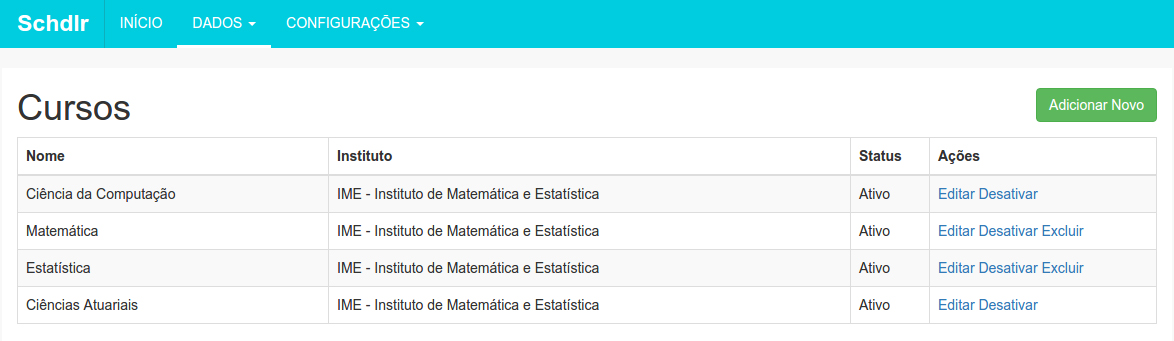 Schdlr INÍCIO DADOS CONFIGURAÇÕES
Cursos Adicionar Novo
Nome Instituto Status Ações
Ciência da Computação IME - Instituto de Matemática e Estatística Ativo Editar Desativar
Matemática IME - Instituto de Matemática e Estatística Ativo Editar Desativar Excluir
Estatística IME - Instituto de Matemática e Estatística Ativo Editar Desativar Excluir
Ciências Atuariais IME - Instituto de Matemática e Estatística Ativo Editar Desativar